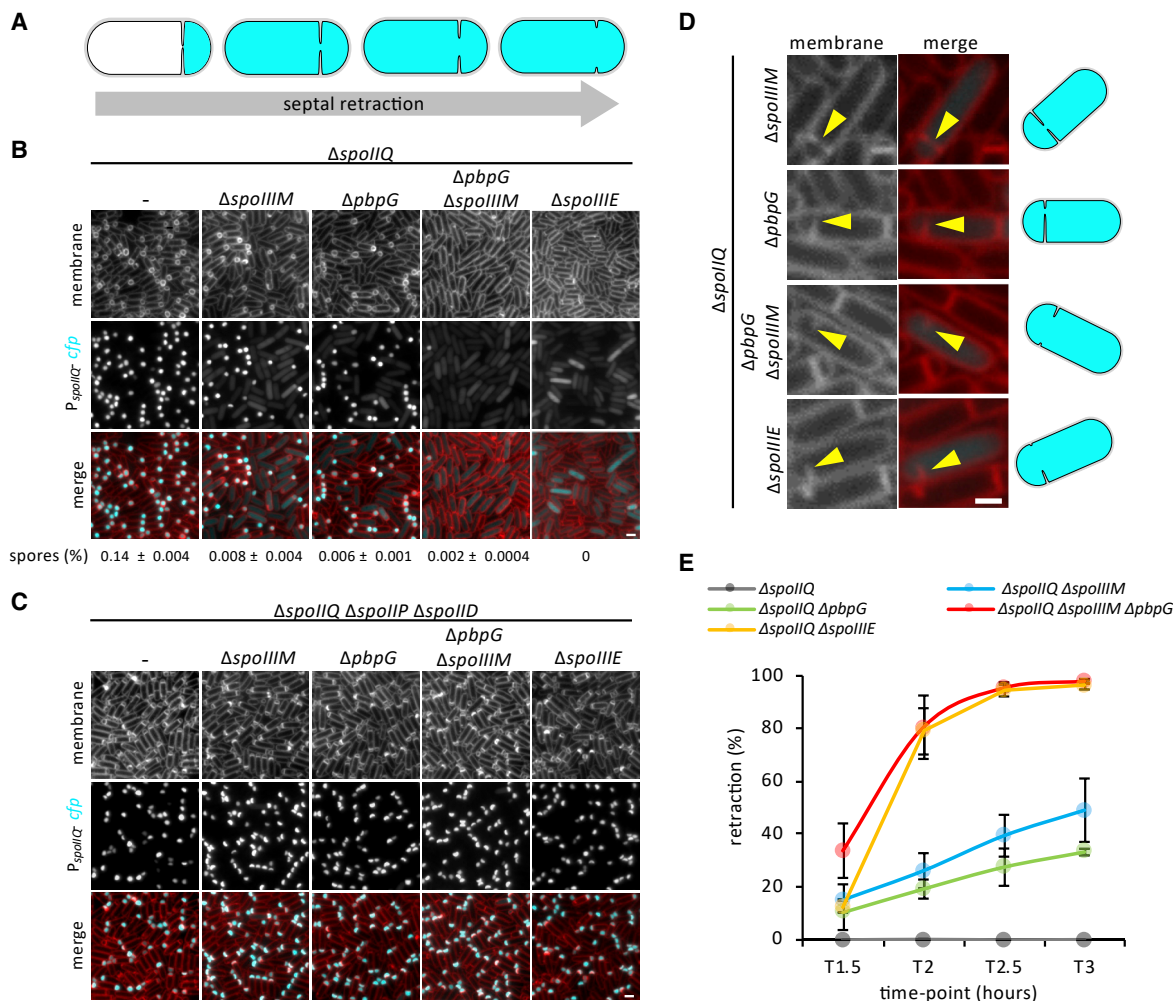 A
septal retraction
B
ΔspoIIQ
ΔpbpG
- ΔspoIIIM ΔpbpG ΔspoIIIM ΔspoIIIE
membrane
PspoIIQ- cfp
merge
spores (%) 0.14 ± 0.004 0.008 ± 0.004 0.006 ± 0.001 0.002 ± 0.0004 0
C
ΔspoIIQ ΔspoIIP ΔspoIID
ΔpbpG
- ΔspoIIIM ΔpbpG ΔspoIIIM ΔspoIIIE
membrane
PspoIIQ- cfp
merge
D
membrane merge
ΔspoIIQ
ΔspoIIIM
ΔpbpG
ΔpbpG
ΔspoIIIM
ΔspoIIIE
E
ΔspoIIQ ΔspoIIQ ΔspoIIIM
ΔspoIIQ ΔpbpG ΔspoIIQ ΔspoIIIM ΔpbpG
ΔspoIIQ ΔspoIIIE
retraction (%)
100
80
60
40
20
0
T1.5 T2 T2.5 T3
time-point (hours)